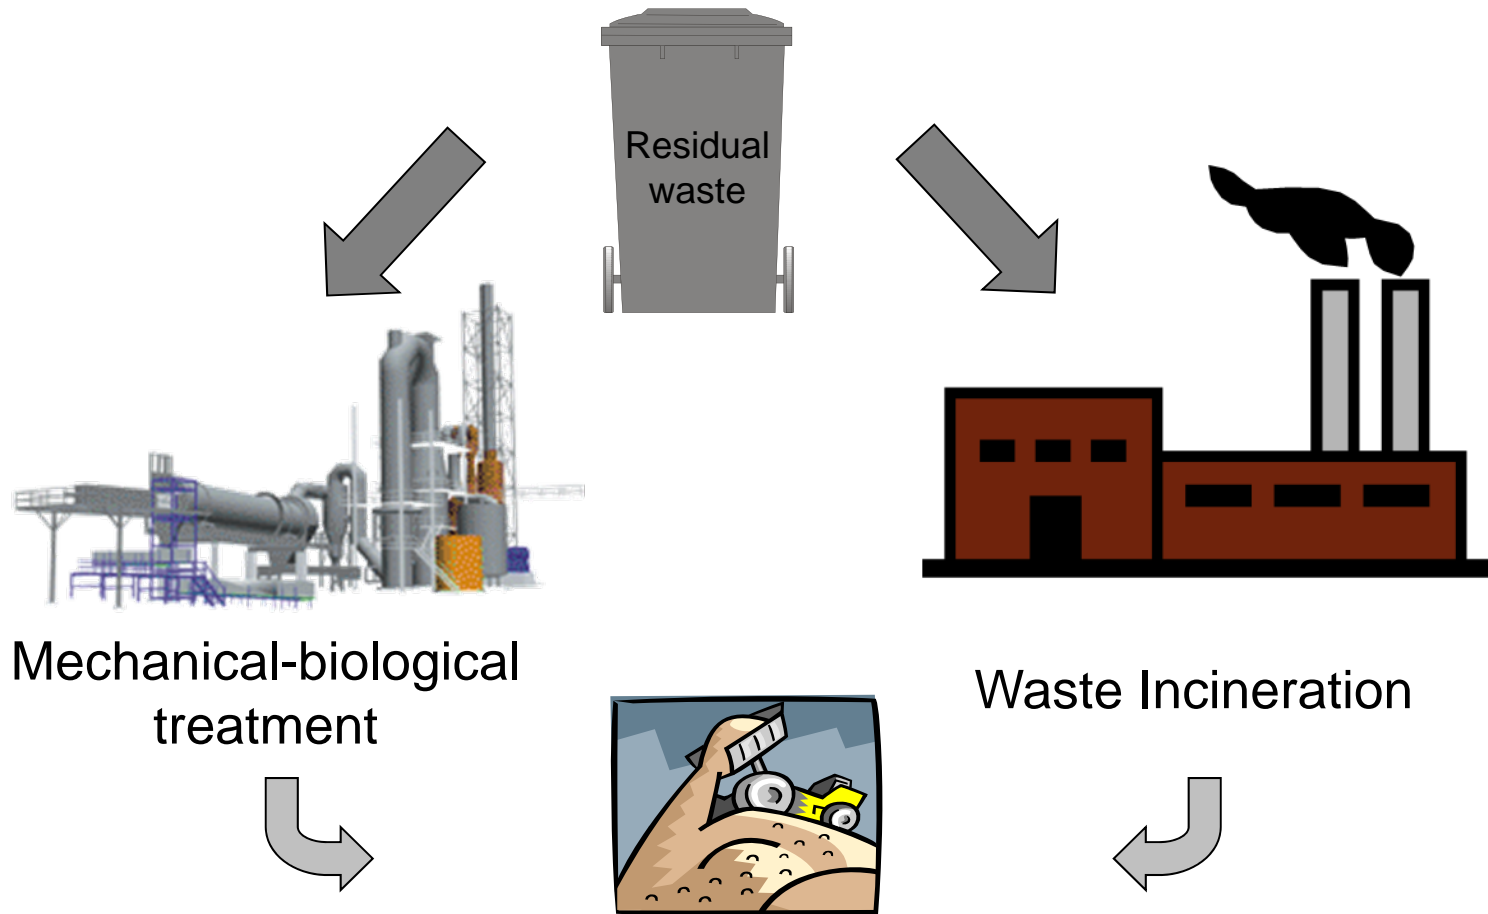 Residual
waste
Mechanical-biological
treatment
Waste Incineration